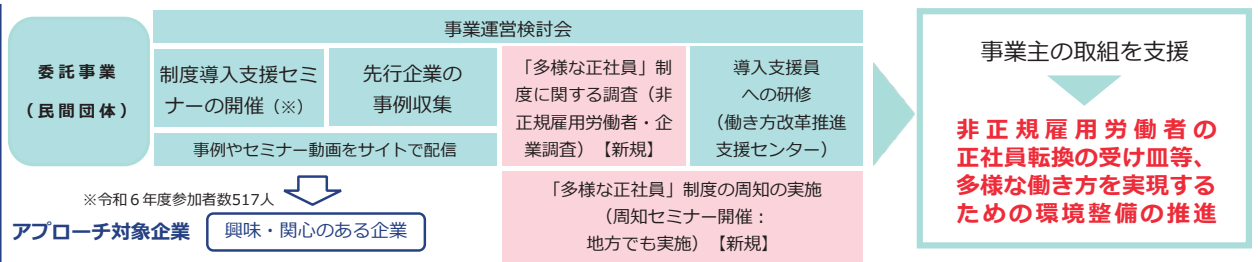 事業運営検討会
委託事業
（民間団体）
制度導入支援セミ
ナーの開催（※）
先行企業の
事例収集
「多様な正社員」制
度に関する調査（非
正規雇用労働者・企
業調査）【新規】
導入支援員
への研修
（働き方改革推進
支援センター）
事例やセミナー動画をサイトで配信
※令和６年度参加者数517人
アプローチ対象企業
興味・関心のある企業
「多様な正社員」制度の周知の実施
（周知セミナー開催：
地方でも実施）【新規】
事業主の取組を支援
非正規雇用労働者の
正社員転換の受け皿等、
多様な働き方を実現する
ための環境整備の推進